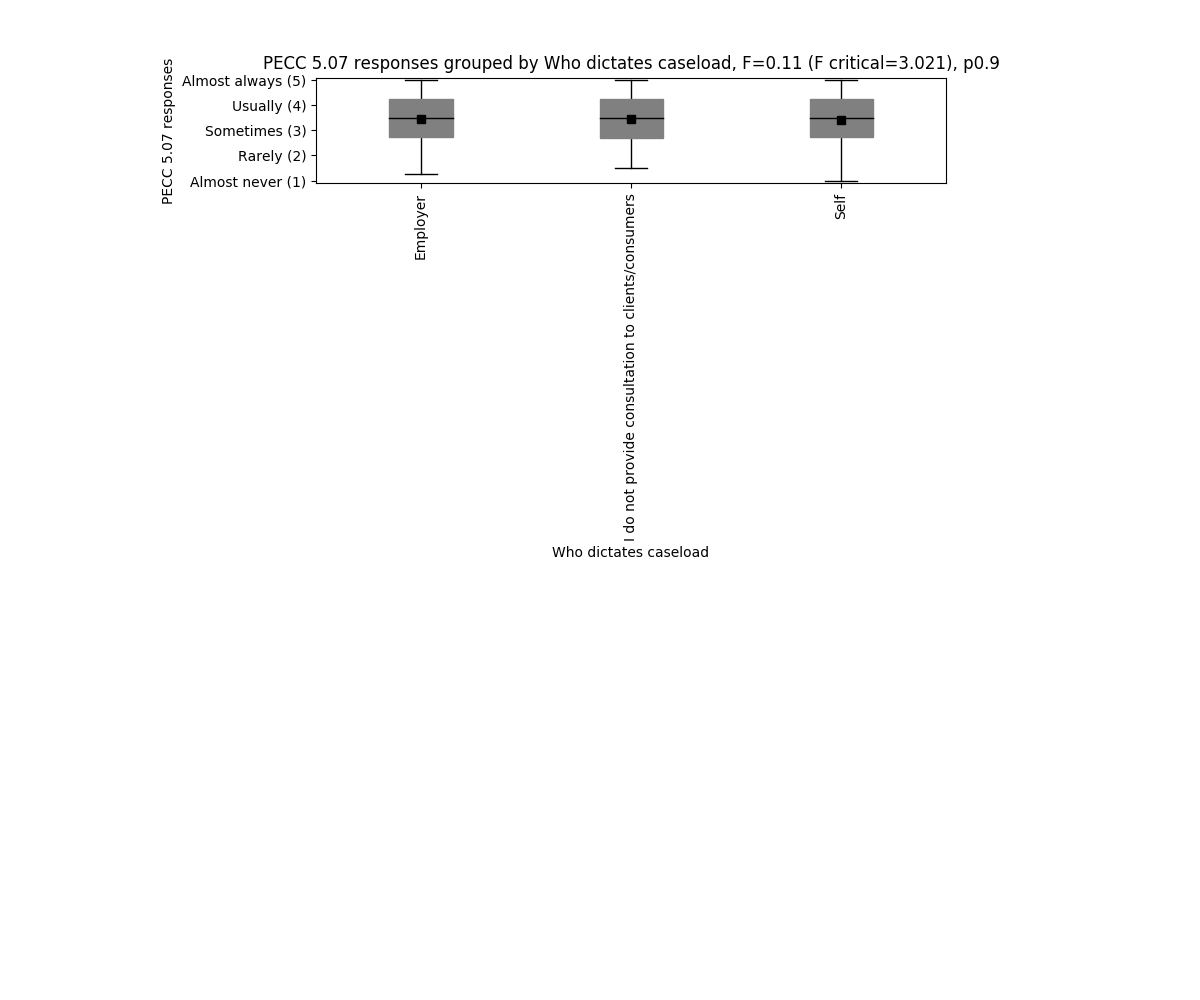 PECC 5.07 responses grouped by Who dictates caseload, F=0.11 (F critical=3.021), p0.9
PECC 5.07 responses
Almost always (5)
Usually (4)
Sometimes (3)
Rarely (2)
Almost never (1)
Employer
I do not provide consultation to clients/consumers
Self
Who dictates caseload